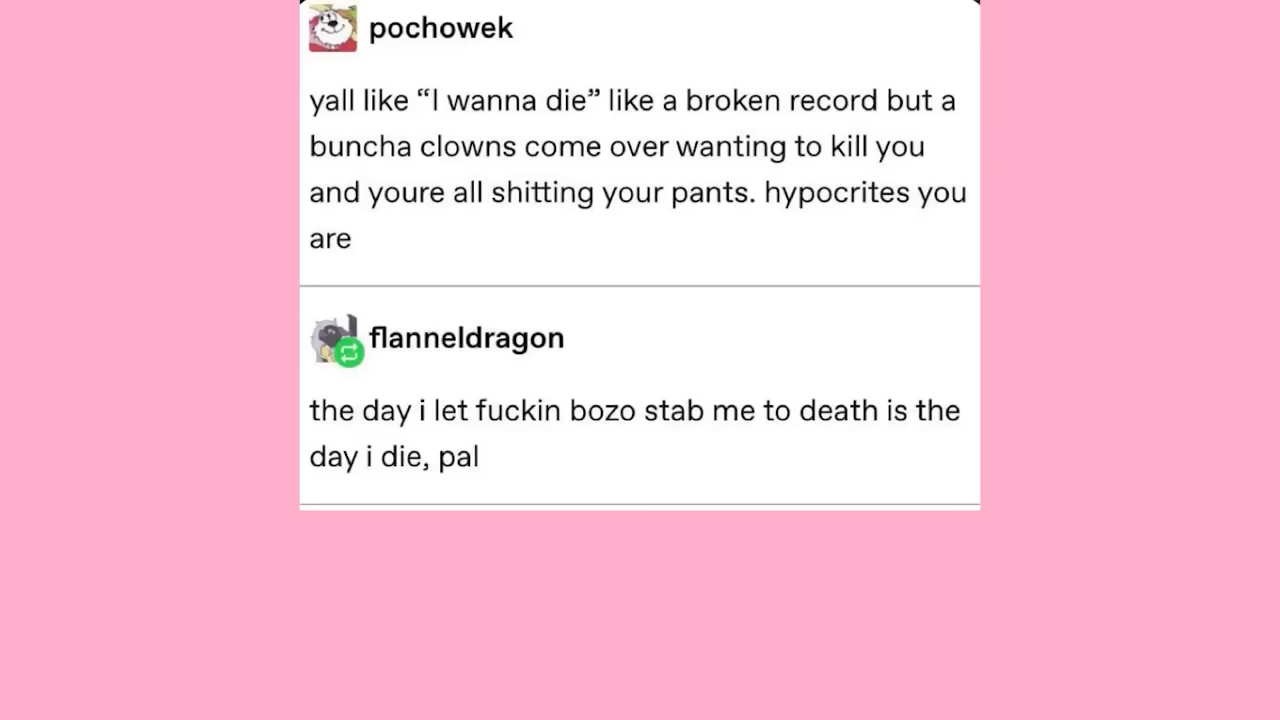 pochowek
yall like “I wanna die” like a broken record but a
buncha clowns come over wanting to kill you
and youre all shitting your pants. hypocrites you
are
flanneldragon
the day i let fuckin bozo stab me to death is the
day i die, pal